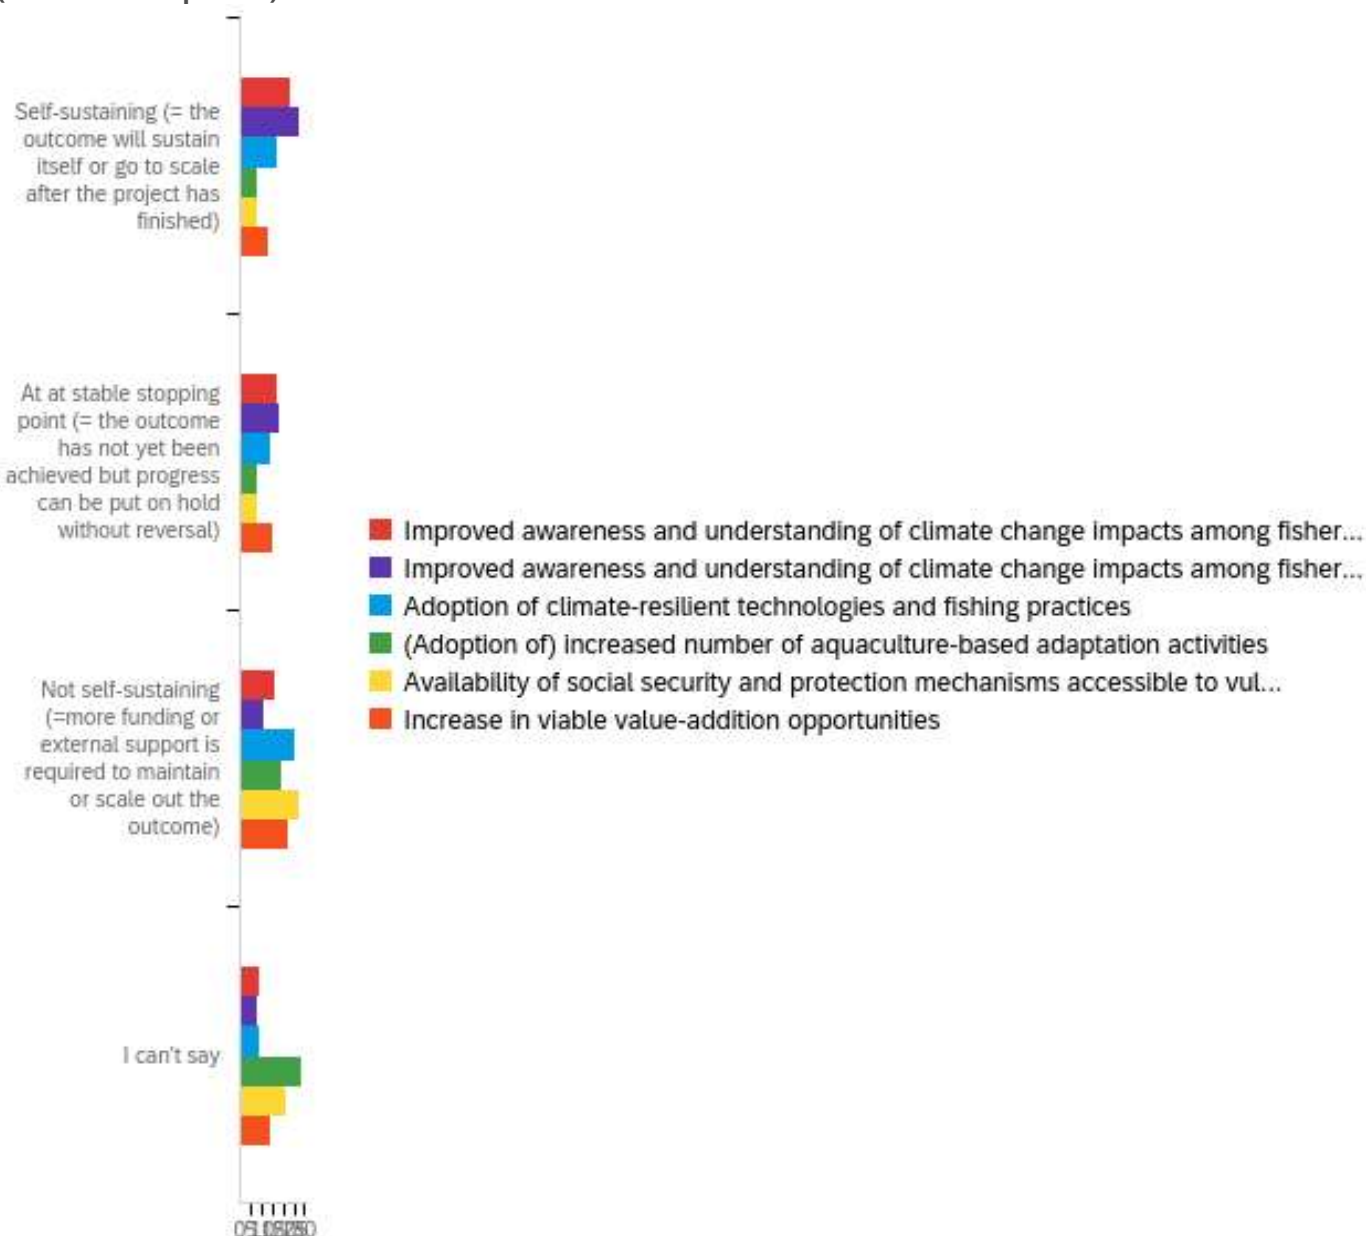 Self-sustaining (= the
outcome will sustain
itself or go to scale
after the project has
finished)
At at stable stopping
point (= the outcome
has not yet been
achieved but progress
can be put on hold
without reversal)
Not self-sustaining
(=more funding or
external support is
required to maintain
or scale out the
outcome)
I can't say
Improved awareness and understanding of climate change impacts among fisher...
Improved awareness and understanding of climate change impacts among fisher...
Adoption of climate-resilient technologies and fishing practices
(Adoption of) increased number of aquaculture-based adaptation activities
Availability of social security and protection mechanisms accessible to vul...
Increase in viable value-addition opportunities